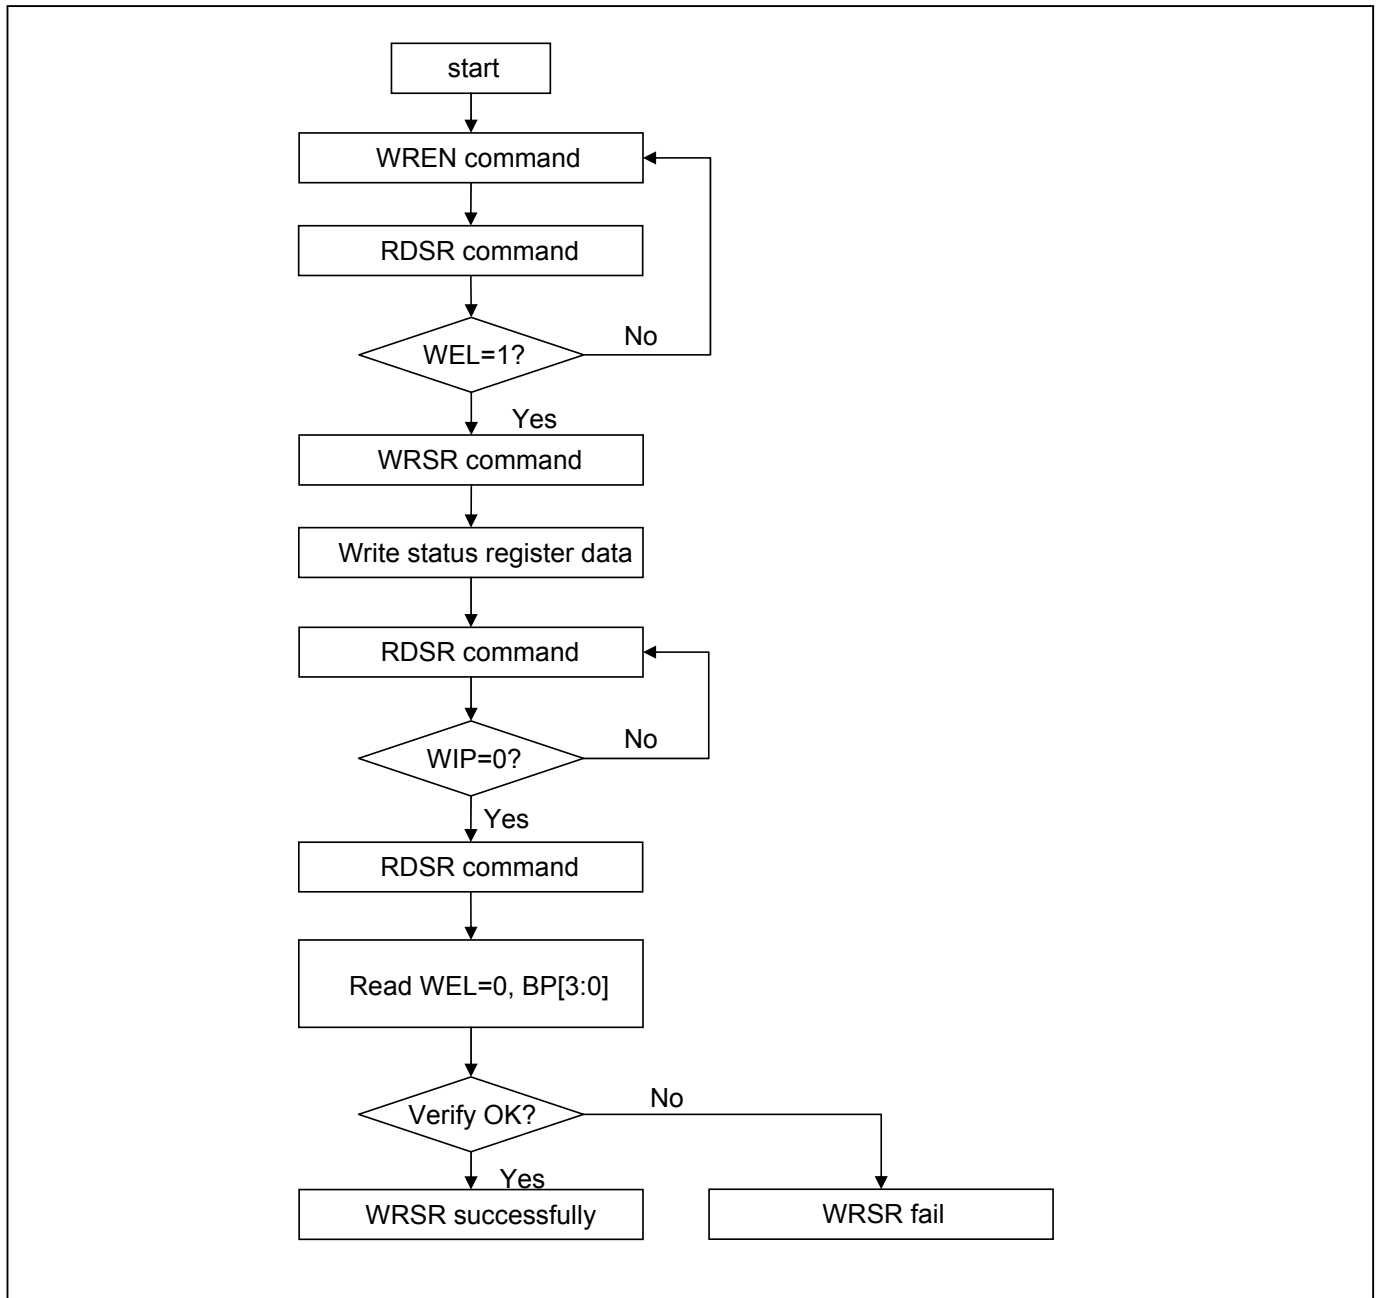 start
WREN command
RDSR command
WEL=1?
No
Yes
WRSR command
Write status register data
RDSR command
WIP=0?
No
Yes
RDSR command
Read WEL=0, BP[3:0]
Verify OK?
No
Yes
WRSR successfully
WRSR fail